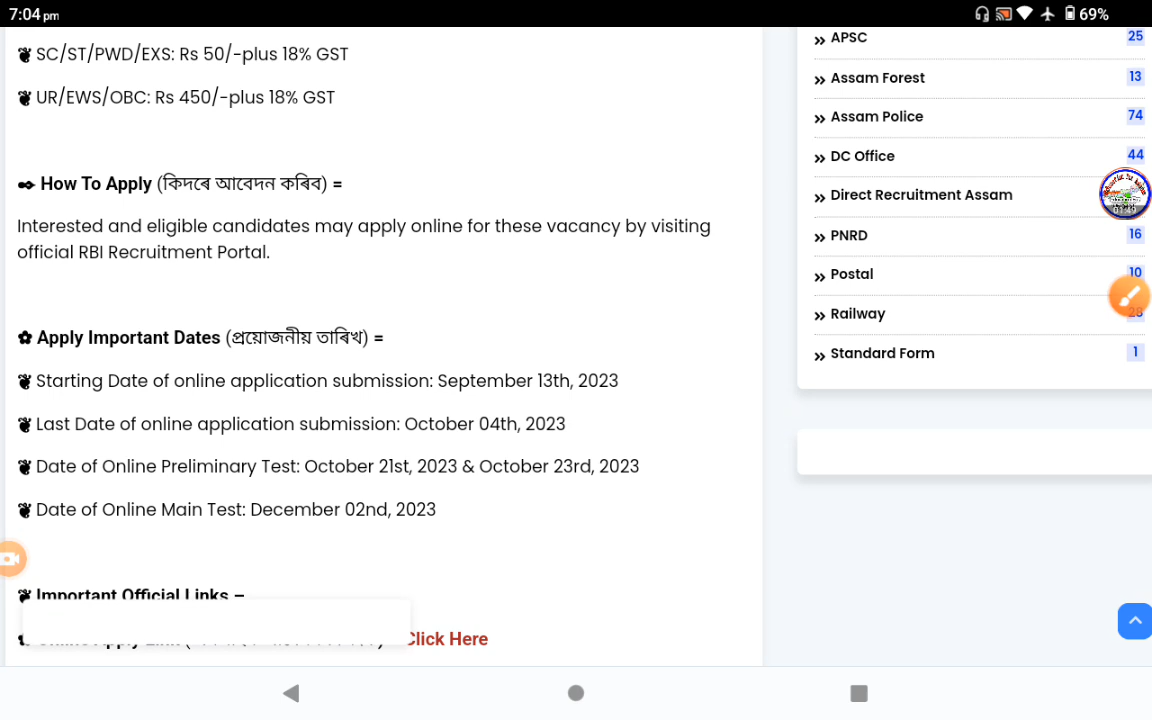 7:04 pm
69%
SC/ST/PWD/EXS: Rs 50/-plus 18% GST
UR/EWS/OBC: Rs 450/-plus 18% GST
How To Apply (কিদৰে আবেদন কৰিব) =
Interested and eligible candidates may apply online for these vacancy by visiting
official RBI Recruitment Portal.
Apply Important Dates (প্ৰয়োজনীয় তাৰিখ) =
Starting Date of online application submission: September 13th, 2023
Last Date of online application submission: October 04th, 2023
Date of Online Preliminary Test: October 21st, 2023 & October 23rd, 2023
Date of Online Main Test: December 02nd, 2023
Important Official Links –
Click Here
APSC 25
Assam Forest 13
Assam Police 74
DC Office 44
Direct Recruitment Assam
PNRD 16
Postal 10
Railway 28
Standard Form 1